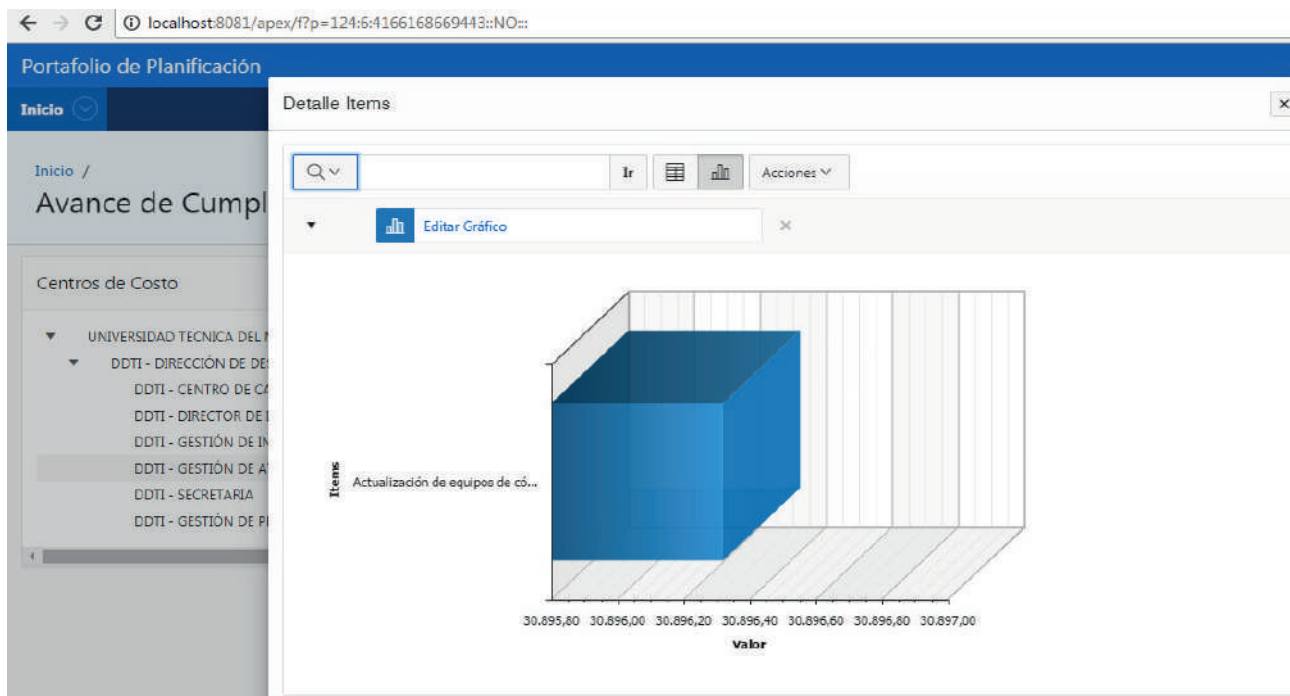 localhost:8081/apex/f?p=124:6:4166168669443::NO:::
Portafolio de Planificación
Inicio
Detalle Items
Inicio /
Avance de Cumpl
Ir
Acciones
Editar Gráfico
Centros de Costo
UNIVERSIDAD TECNICA DEL
DDTI - DIRECCIÓN DE DE
DDTI - CENTRO DE CA
DDTI - DIRECTOR DE
DDTI - GESTIÓN DE IN
DDTI - GESTIÓN DE A
DDTI - SECRETARIA
DDTI - GESTIÓN DE P
Items
Actualización de equipos de có...
30.895,80 30.896,00 30.896,20 30.896,40 30.896,60 30.896,80 30.897,00
Valor